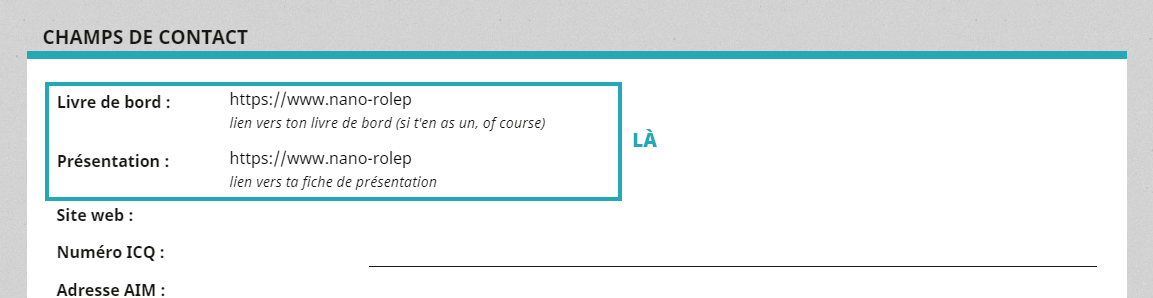 CHAMPS DE CONTACT
Livre de bord : https://www.nano-rolep
lien vers ton livre de bord (si t'en as un, of course)
LÀ
Présentation : https://www.nano-rolep
lien vers ta fiche de présentation
Site web :
Numéro ICQ :
Adresse AIM :